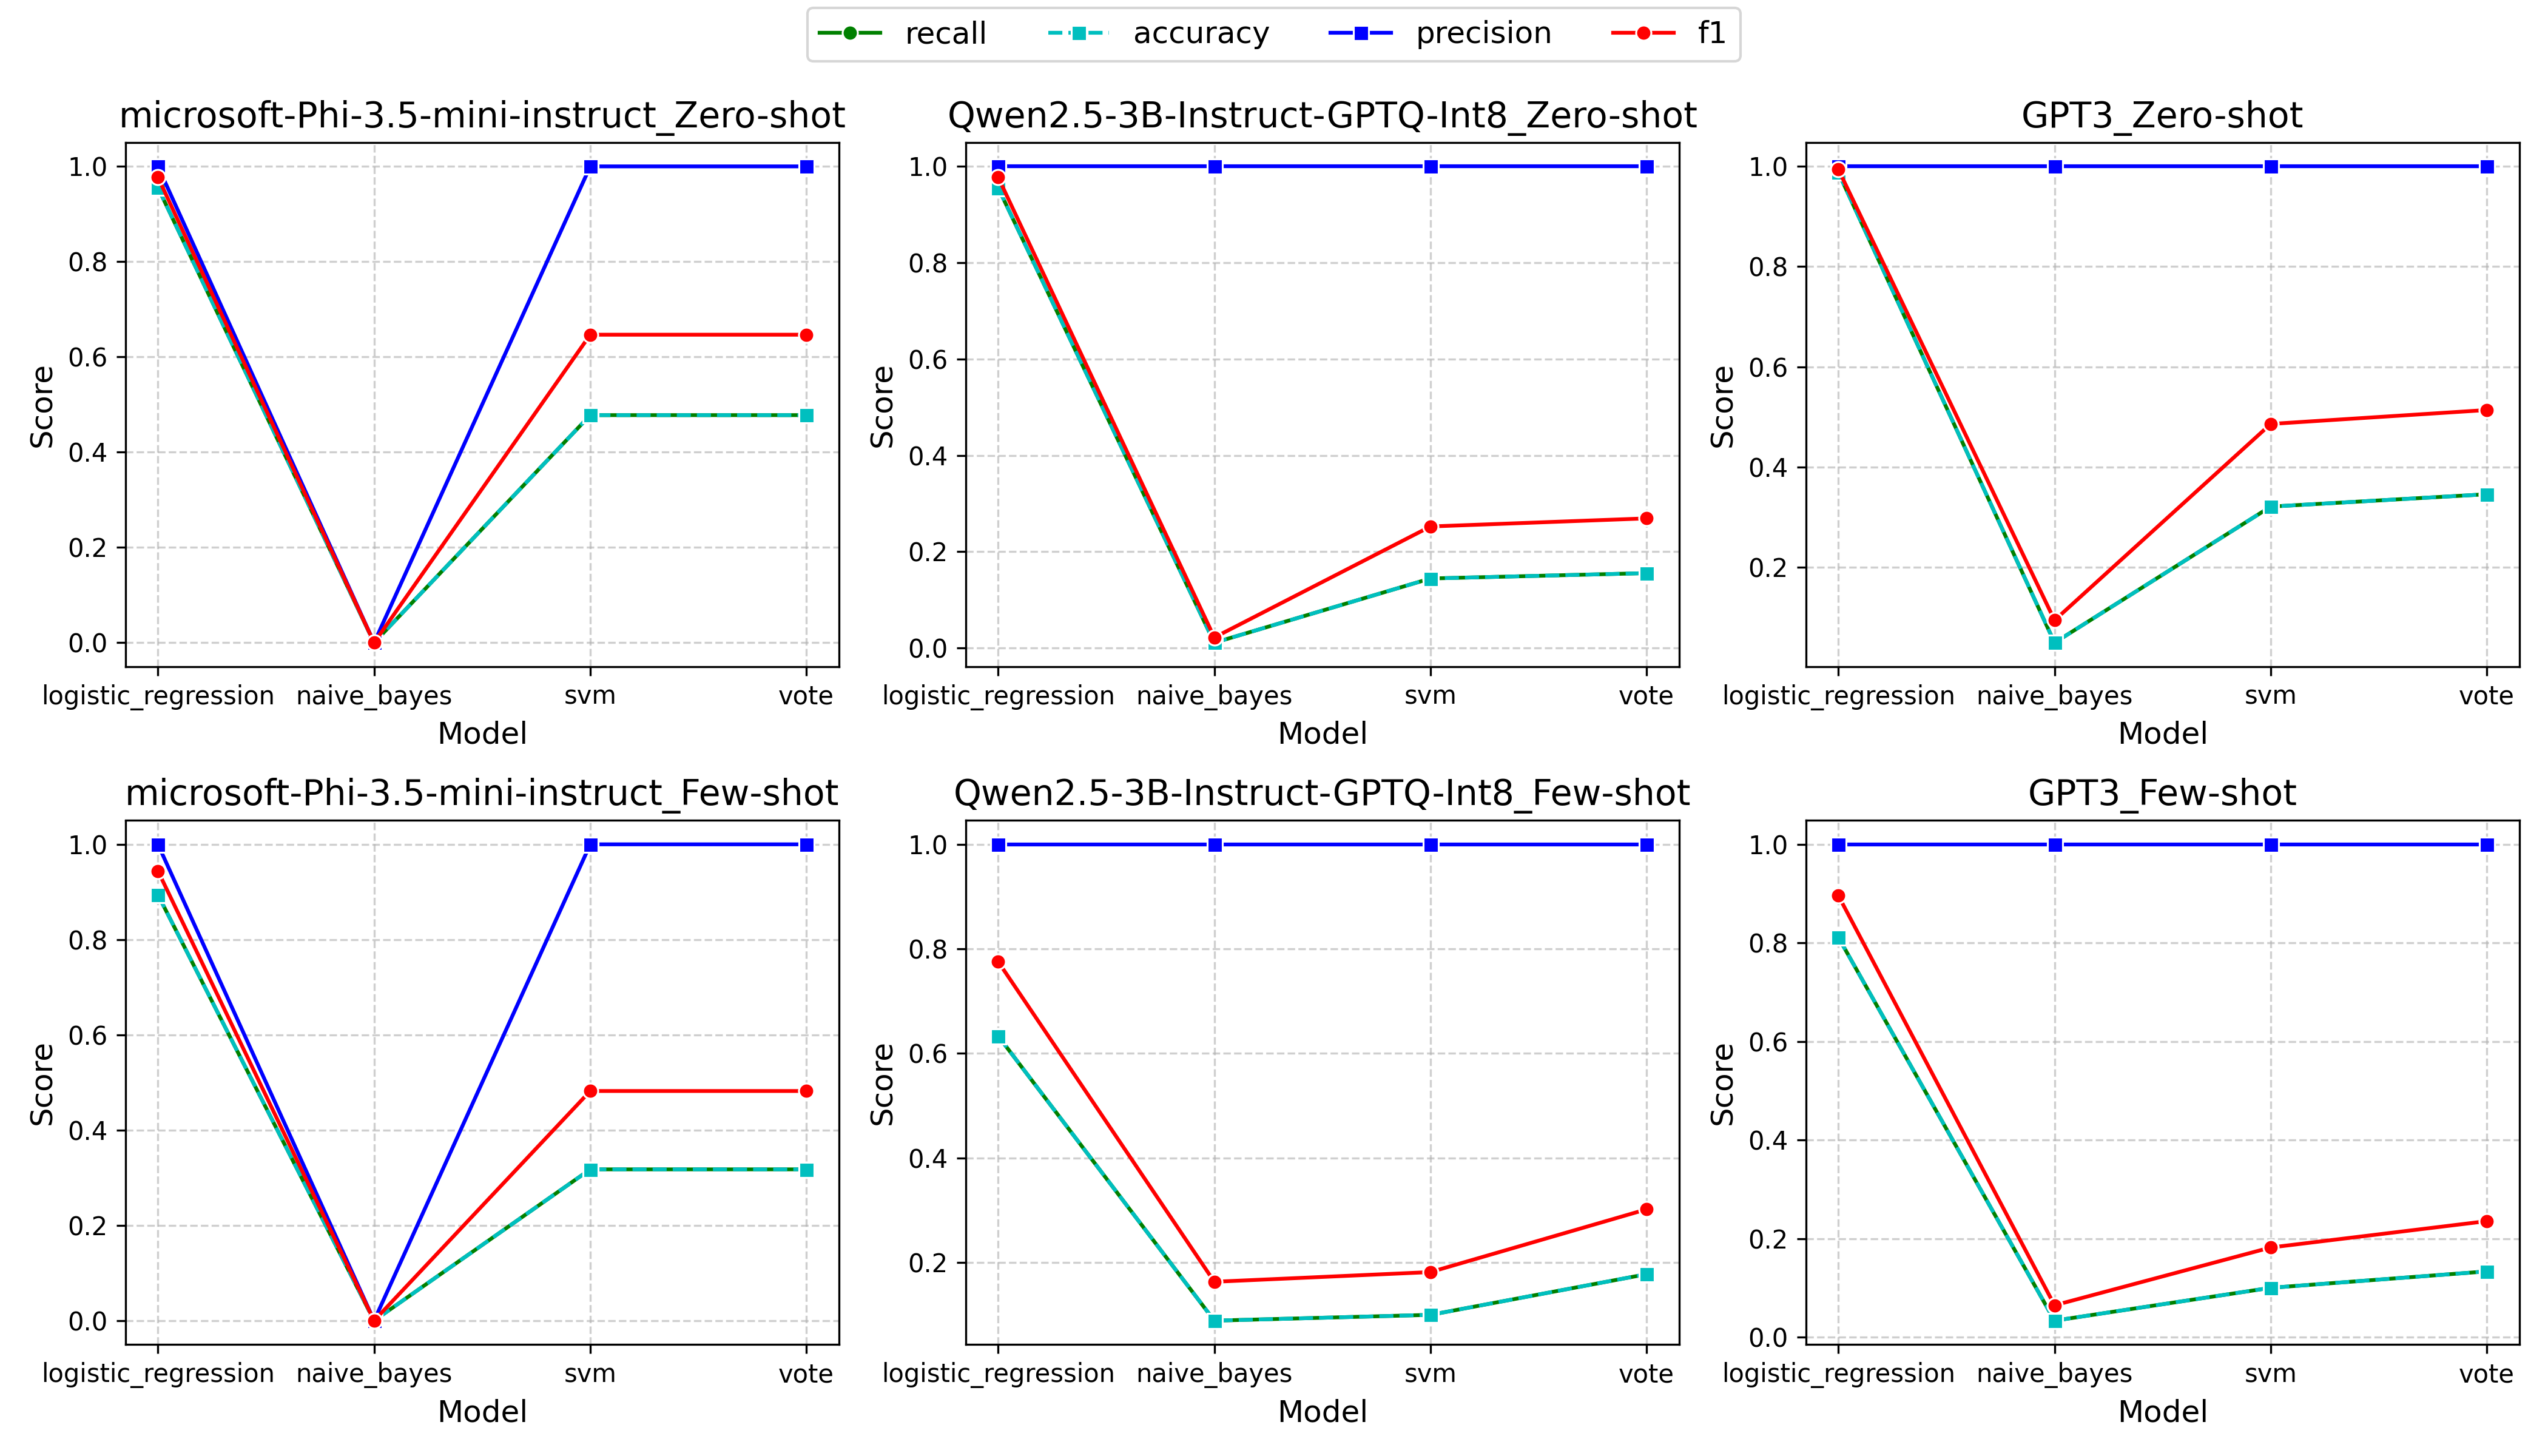 recall accuracy precision f1
microsoft-Phi-3.5-mini-instruct_Zero-shot
1.0
0.8
0.6
0.4
0.2
0.0
Score
logistic_regression naive_bayes svm vote
Model
Qwen2.5-3B-Instruct-GPTQ-Int8_Zero-shot
1.0
0.8
0.6
0.4
0.2
0.0
Score
logistic_regression naive_bayes svm vote
Model
GPT3_Zero-shot
1.0
0.8
0.6
0.4
0.2
Score
logistic_regression naive_bayes svm vote
Model
microsoft-Phi-3.5-mini-instruct_Few-shot
1.0
0.8
0.6
0.4
0.2
0.0
Score
logistic_regression naive_bayes svm vote
Model
Qwen2.5-3B-Instruct-GPTQ-Int8_Few-shot
1.0
0.8
0.6
0.4
0.2
Score
logistic_regression naive_bayes svm vote
Model
GPT3_Few-shot
1.0
0.8
0.6
0.4
0.2
0.0
Score
logistic_regression naive_bayes svm vote
Model